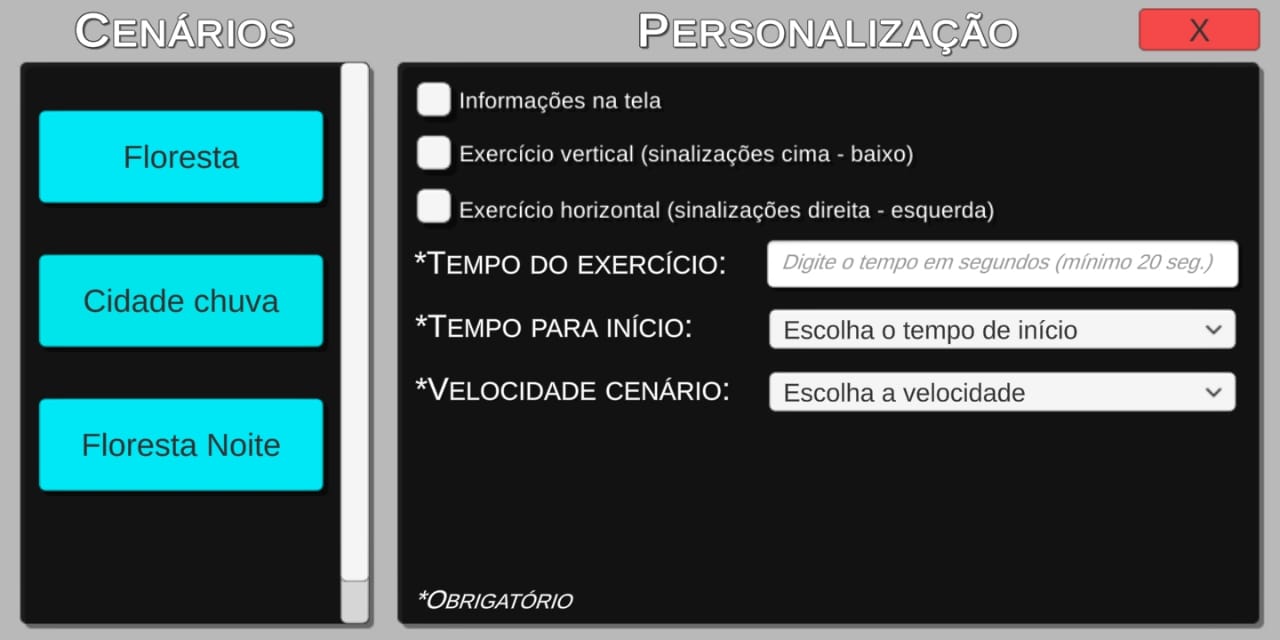 CENÁRIOS
Floresta
Cidade chuva
Floresta Noite
PERSONALIZAÇÃO
X
Informações na tela
Exercício vertical (sinalizações cima - baixo)
Exercício horizontal (sinalizações direita - esquerda)
*TEMPO DO EXERCÍCIO: Digite o tempo em segundos (mínimo 20 seg.)
*TEMPO PARA INÍCIO: Escolha o tempo de início
*VELOCIDADE CENÁRIO: Escolha a velocidade
*OBRIGATÓRIO